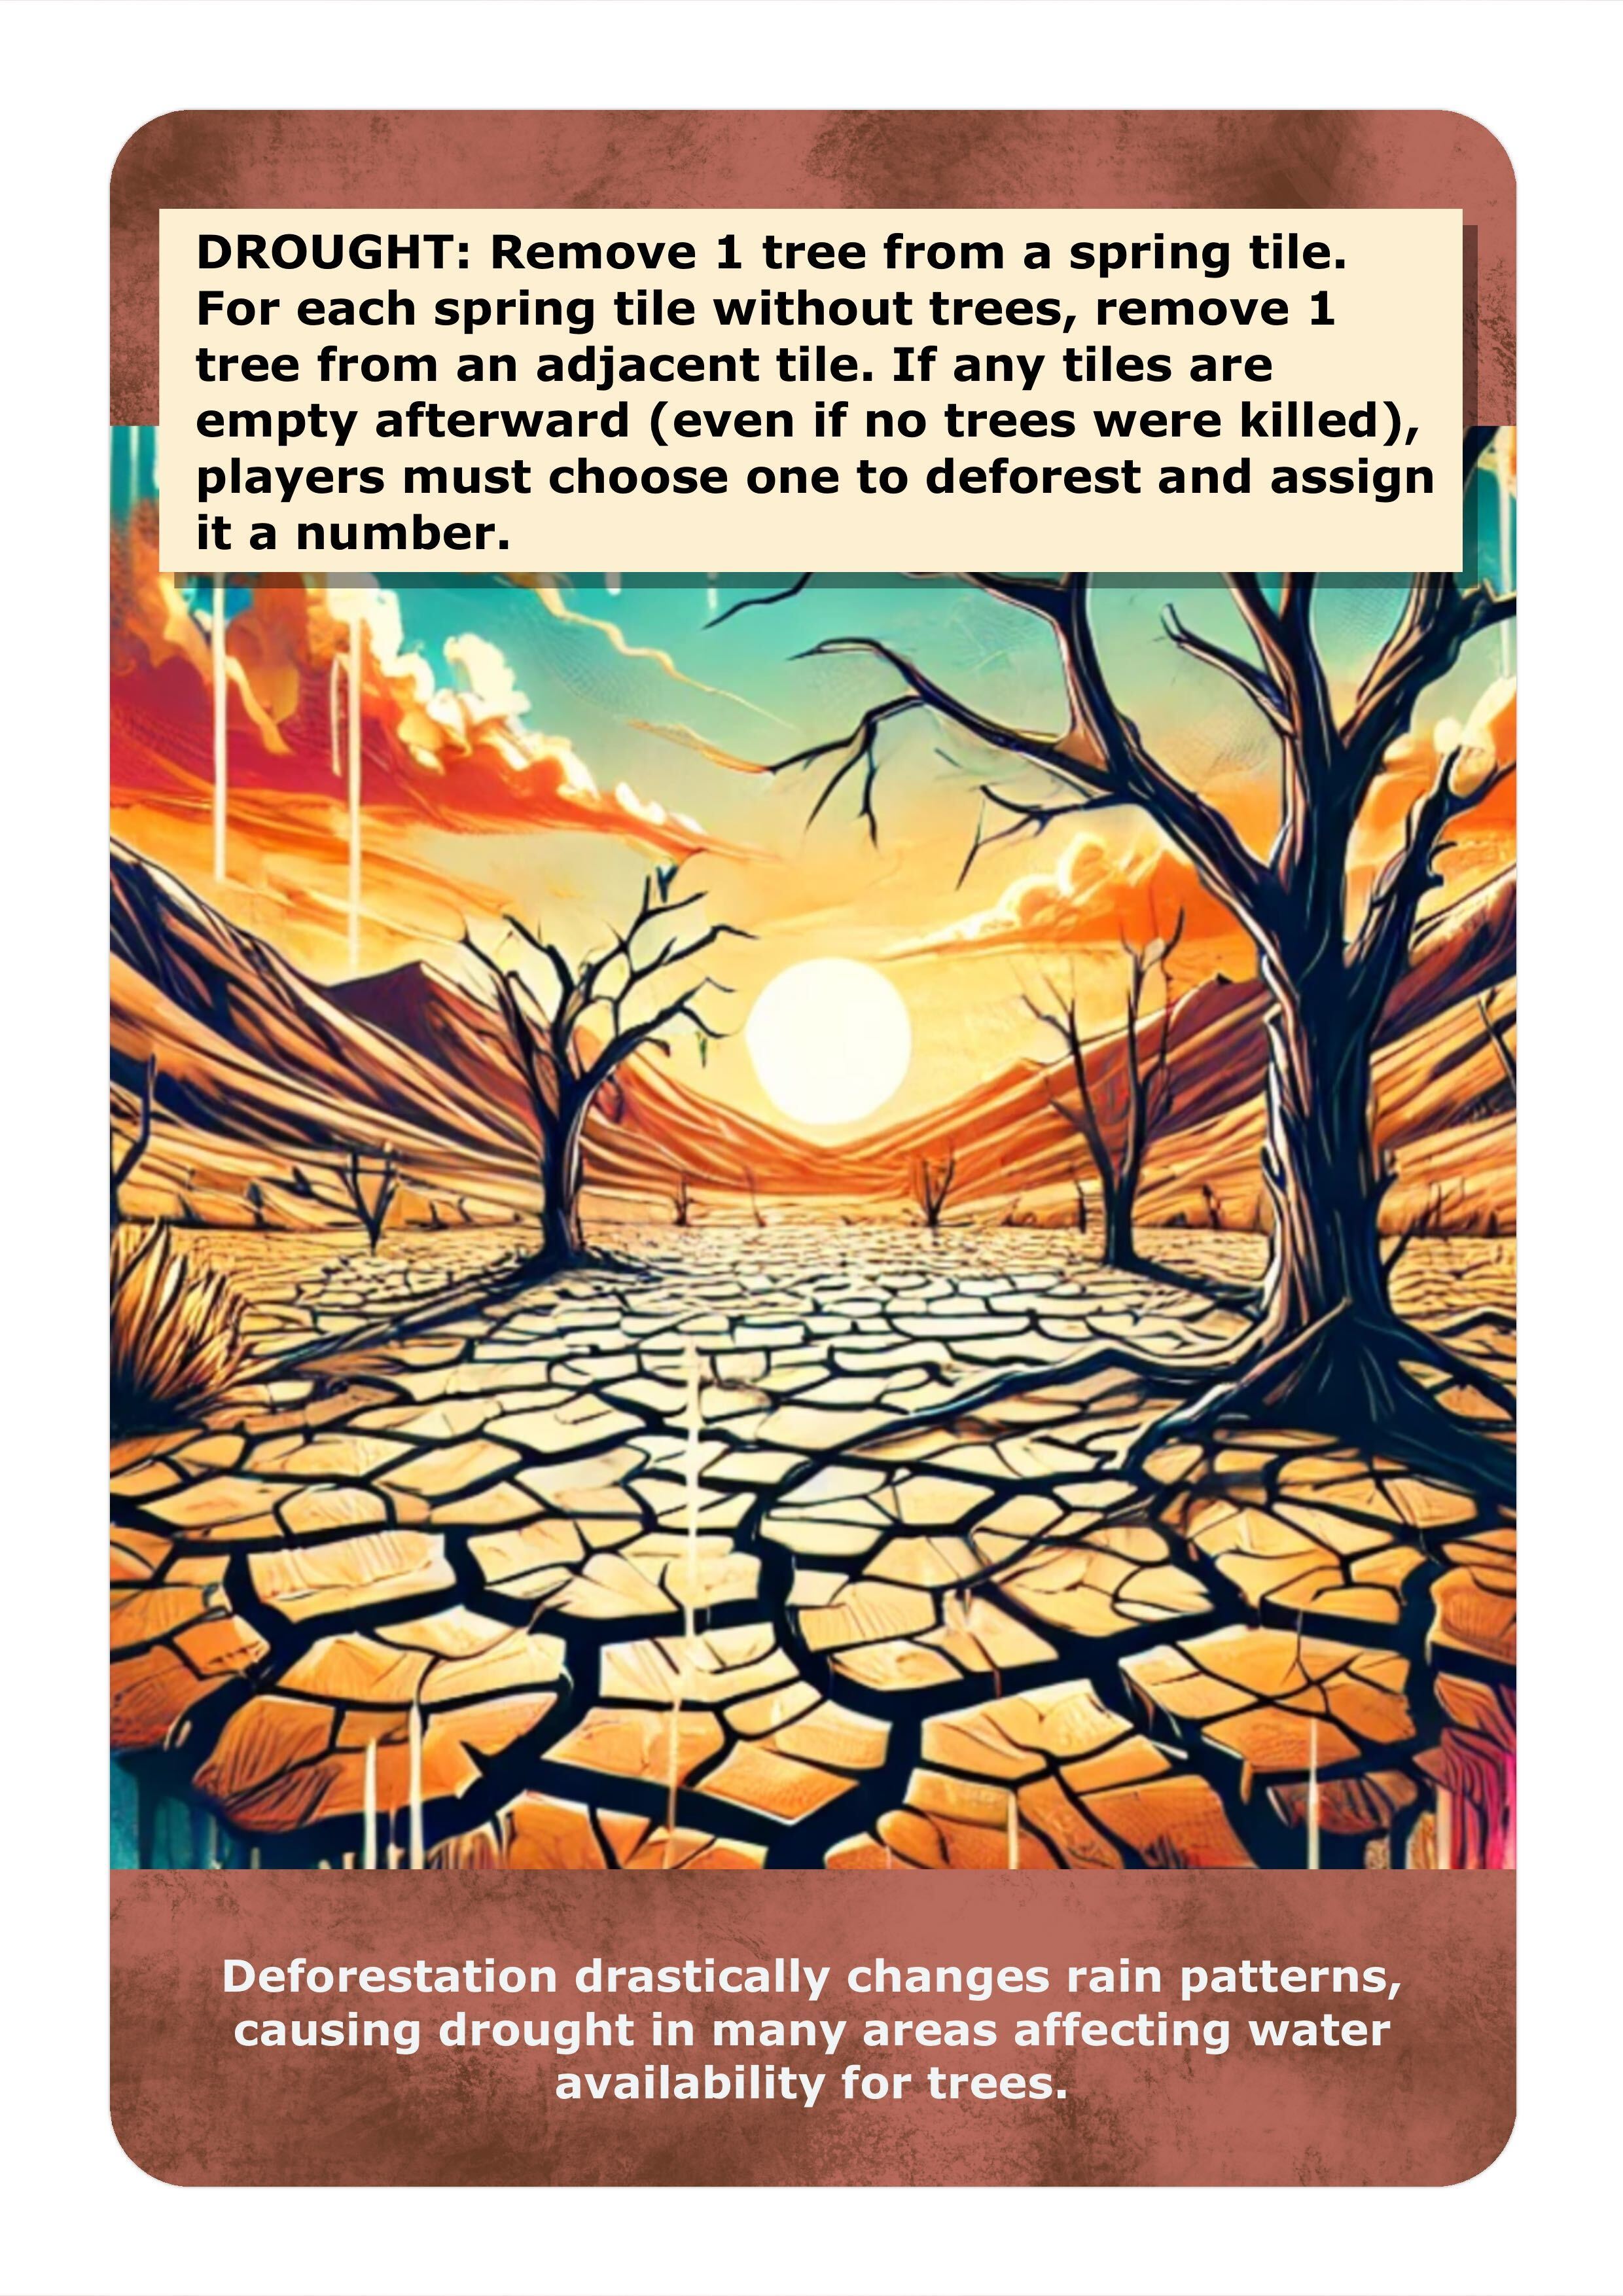 DROUGHT: Remove 1 tree from a spring tile.
For each spring tile without trees, remove 1
tree from an adjacent tile. If any tiles are
empty afterward (even if no trees were killed),
players must choose one to deforest and assign
it a number.
Deforestation drastically changes rain patterns,
causing drought in many areas affecting water
availability for trees.